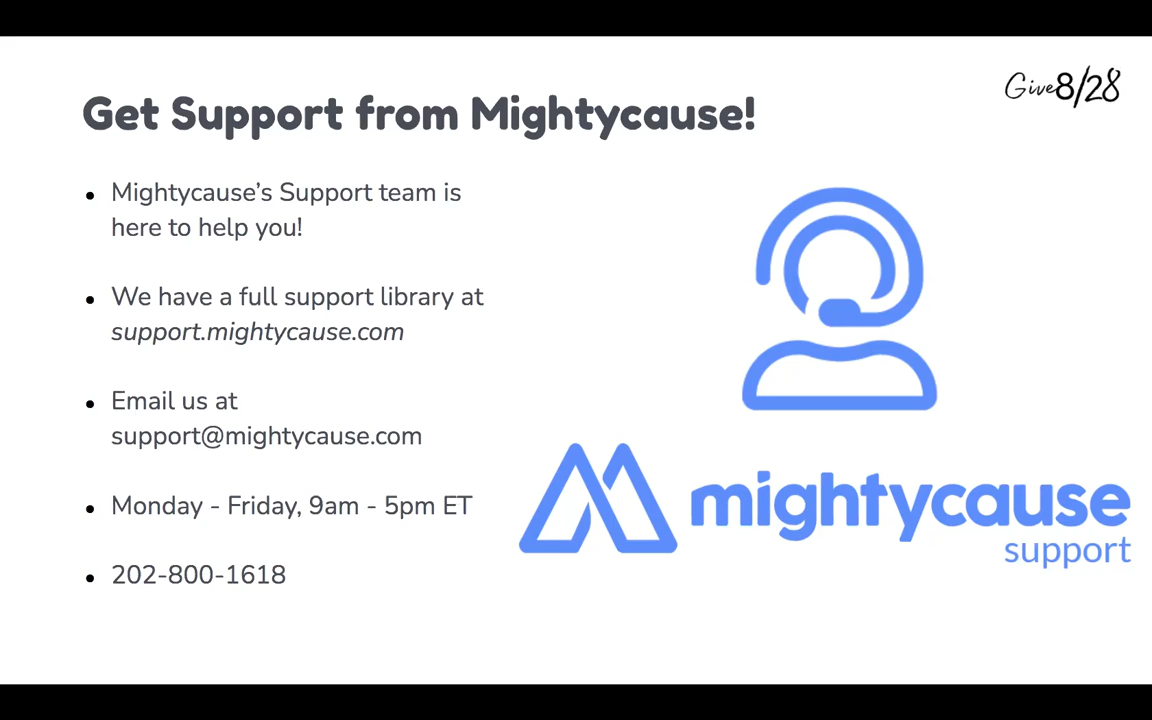 Give8/28
Get Support from Mightycause!
• Mightycause’s Support team is
here to help you!
• We have a full support library at
support.mightycause.com
• Email us at
support@mightycause.com
• Monday - Friday, 9am - 5pm ET
• 202-800-1618
mightycause
support